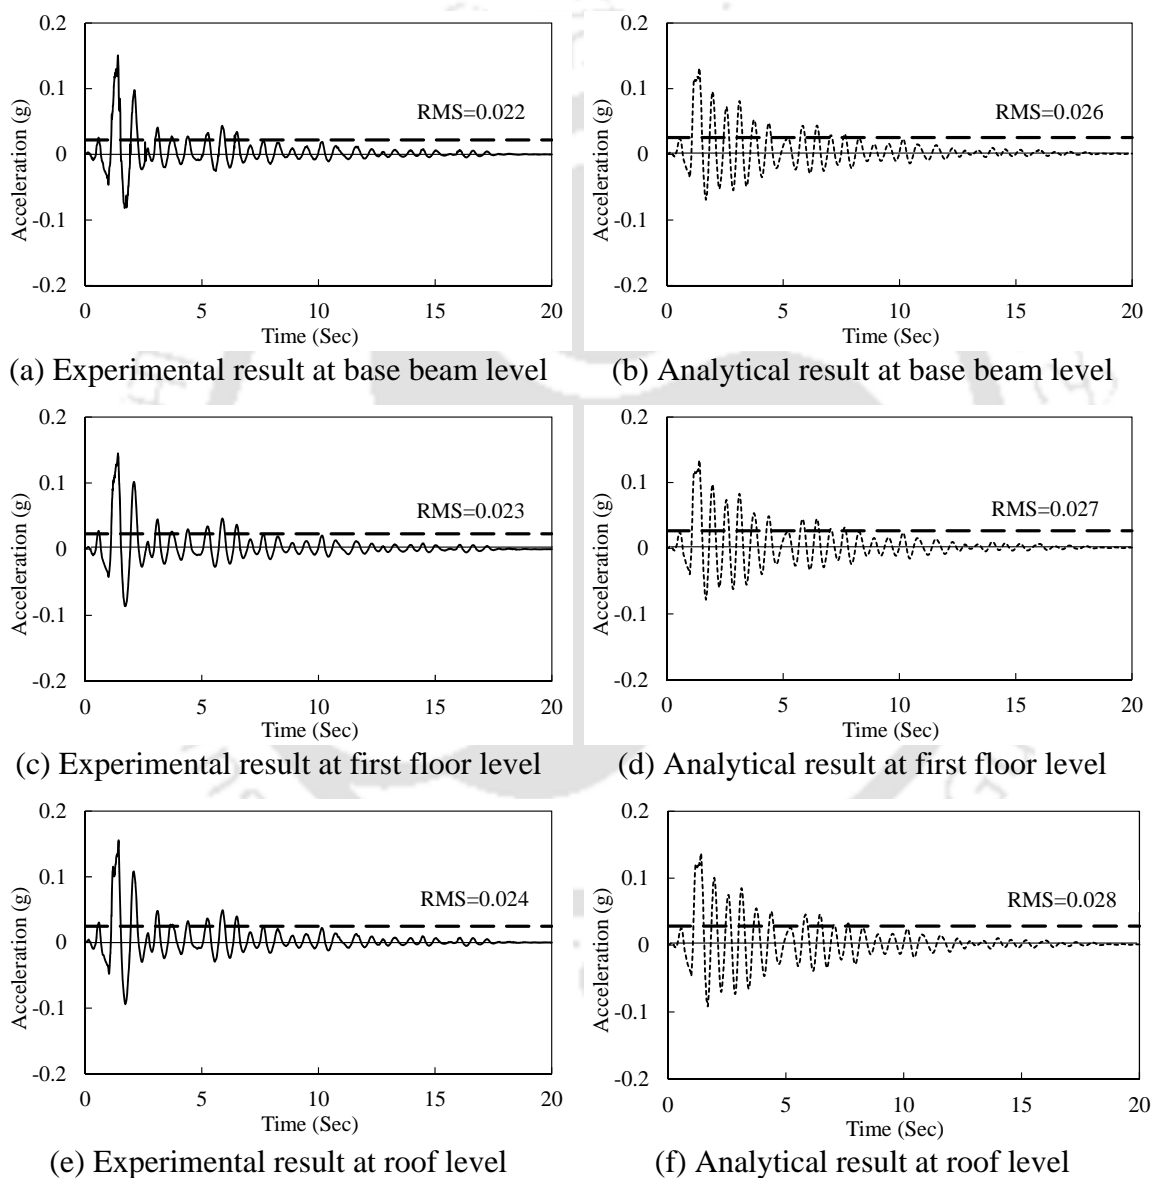 0.2
0.1
0
-0.1
-0.2
Acceleration (g)
RMS=0.022
0 5 10 15 20
Time (Sec)
(a) Experimental result at base beam level
0.2
0.1
0
-0.1
-0.2
Acceleration (g)
RMS=0.026
0 5 10 15 20
Time (Sec)
(b) Analytical result at base beam level
0.2
0.1
0
-0.1
-0.2
Acceleration (g)
RMS=0.023
0 5 10 15 20
Time (Sec)
(c) Experimental result at first floor level
0.2
0.1
0
-0.1
-0.2
Acceleration (g)
RMS=0.027
0 5 10 15 20
Time (Sec)
(d) Analytical result at first floor level
0.2
0.1
0
-0.1
-0.2
Acceleration (g)
RMS=0.024
0 5 10 15 20
Time (Sec)
(e) Experimental result at roof level
0.2
0.1
0
-0.1
-0.2
Acceleration (g)
RMS=0.028
0 5 10 15 20
Time (Sec)
(f) Analytical result at roof level